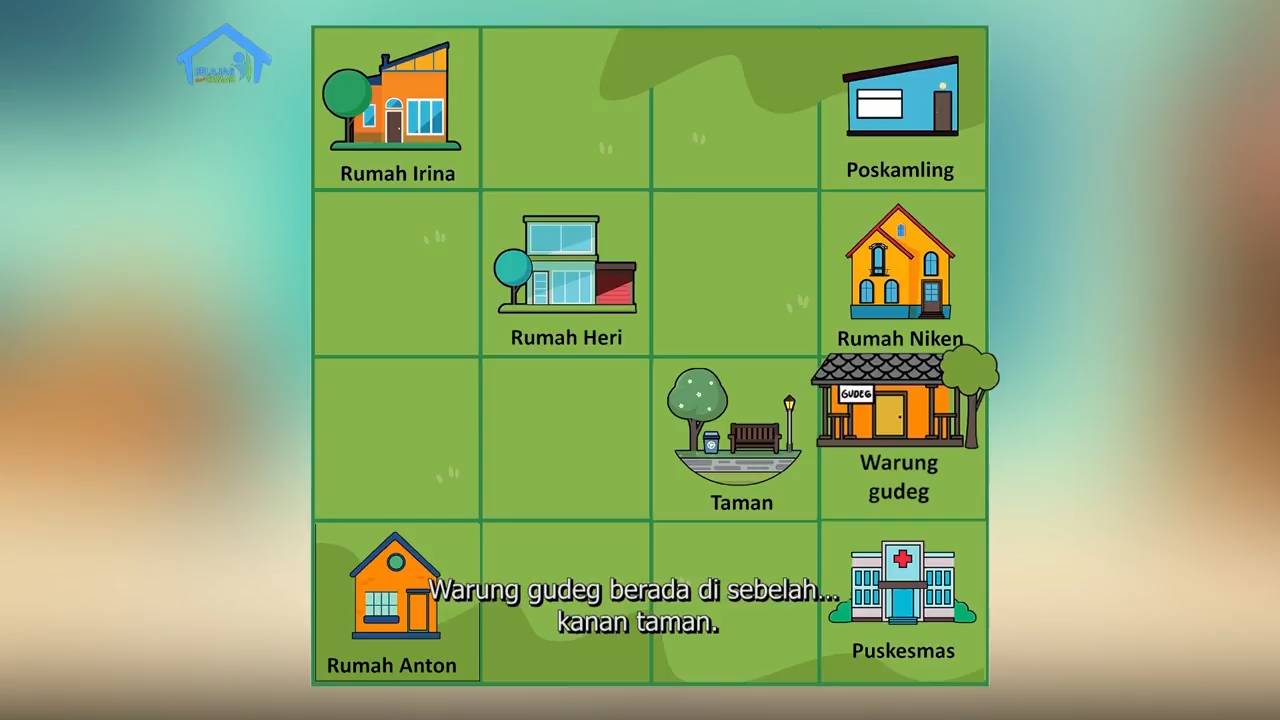 BELAJAR
Rumah Irina
Poskamling
Rumah Heri
Rumah Niken
GUDEG
Taman
Warung
gudeg
Rumah Anton
Puskesmas
Warung gudeg berada di sebelah...
kanan taman.